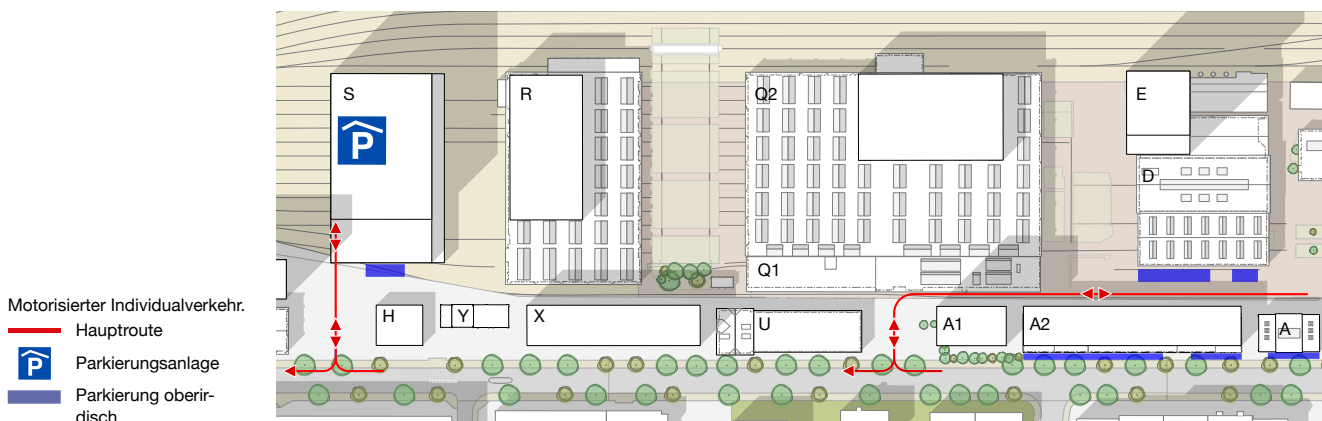 S
R
Q2
E
D
Q1
H
Y
X
U
A1
A2
A
P
Motorisierter Individualverkehr.
Hauptroute
P
Parkierungsanlage
Parkierung oberir-
disch